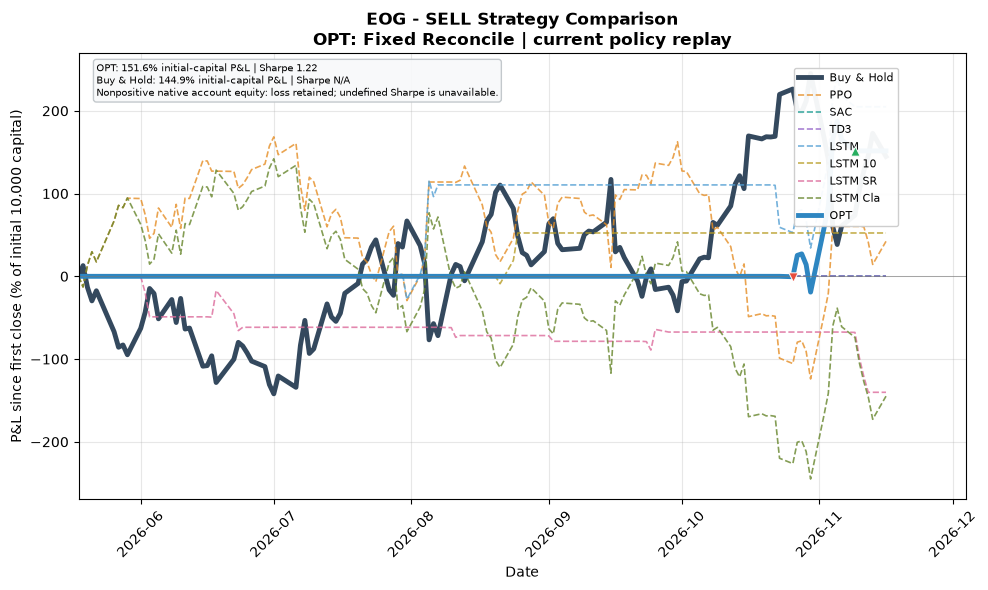 EOG - SELL Strategy Comparison
OPT: Fixed Reconcile | current policy replay
OPT: 151.6% initial-capital P&L | Sharpe 1.22
Buy & Hold: 144.9% initial-capital P&L | Sharpe N/A
Nonpositive native account equity: loss retained; undefined Sharpe is unavailable.
Buy & Hold
PPO
SAC
TD3
LSTM
LSTM 10
LSTM SR
LSTM Cla
OPT
P&L since first close (% of initial 10,000 capital)
200
100
0
−100
−200
2026-06
2026-07
2026-08
2026-09
2026-10
2026-11
2026-12
Date